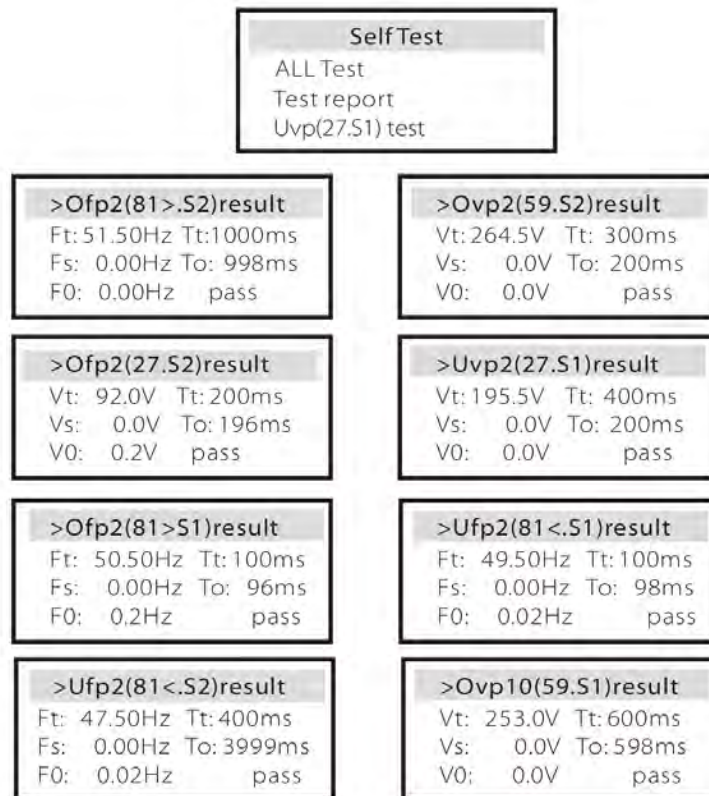 Self Test
ALL Test
Test report
Uvp(27.S1) test
>Ofp2(81>.S2)result
Ft: 51.50Hz Tt:1000ms
Fs: 0.00Hz To: 998ms
F0: 0.00Hz pass
>Ovp2(59.S2)result
Vt: 264.5V Tt: 300ms
Vs: 0.0V To: 200ms
V0: 0.0V pass
>Ofp2(27.S2)result
Vt: 92.0V Tt: 200ms
Vs: 0.0V To: 196ms
V0: 0.2V pass
>Uvp2(27.S1)result
Vt: 195.5V Tt: 400ms
Vs: 0.0V To: 200ms
V0: 0.0V pass
>Ofp2(81>S1)result
Ft: 50.50Hz Tt: 100ms
Fs: 0.00Hz To: 96ms
F0: 0.2Hz pass
>Ufp2(81<.S1)result
Ft: 49.50Hz Tt: 100ms
Fs: 0.00Hz To: 98ms
F0: 0.02Hz pass
>Ufp2(81<.S2)result
Ft: 47.50Hz Tt: 400ms
Fs: 0.00Hz To: 3999ms
F0: 0.02Hz pass
>Ovp10(59.S1)result
Vt: 253.0V Tt: 600ms
Vs: 0.0V To: 598ms
V0: 0.0V pass